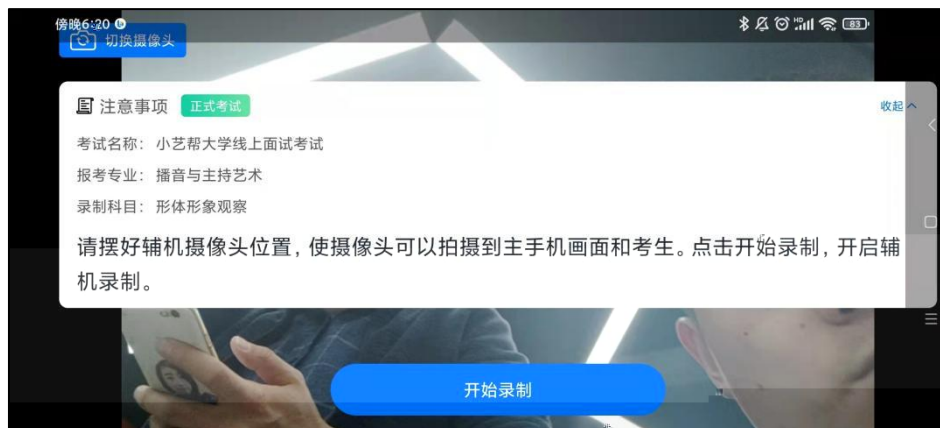 傍晚6:20
83
切换摄像头
注意事项 正式考试
收起
考试名称： 小艺帮大学线上面试考试
报考专业： 播音与主持艺术
录制科目： 形体形象观察
请摆好辅机摄像头位置，使摄像头可以拍摄到主手机画面和考生。点击开始录制，开启辅
机录制。
开始录制